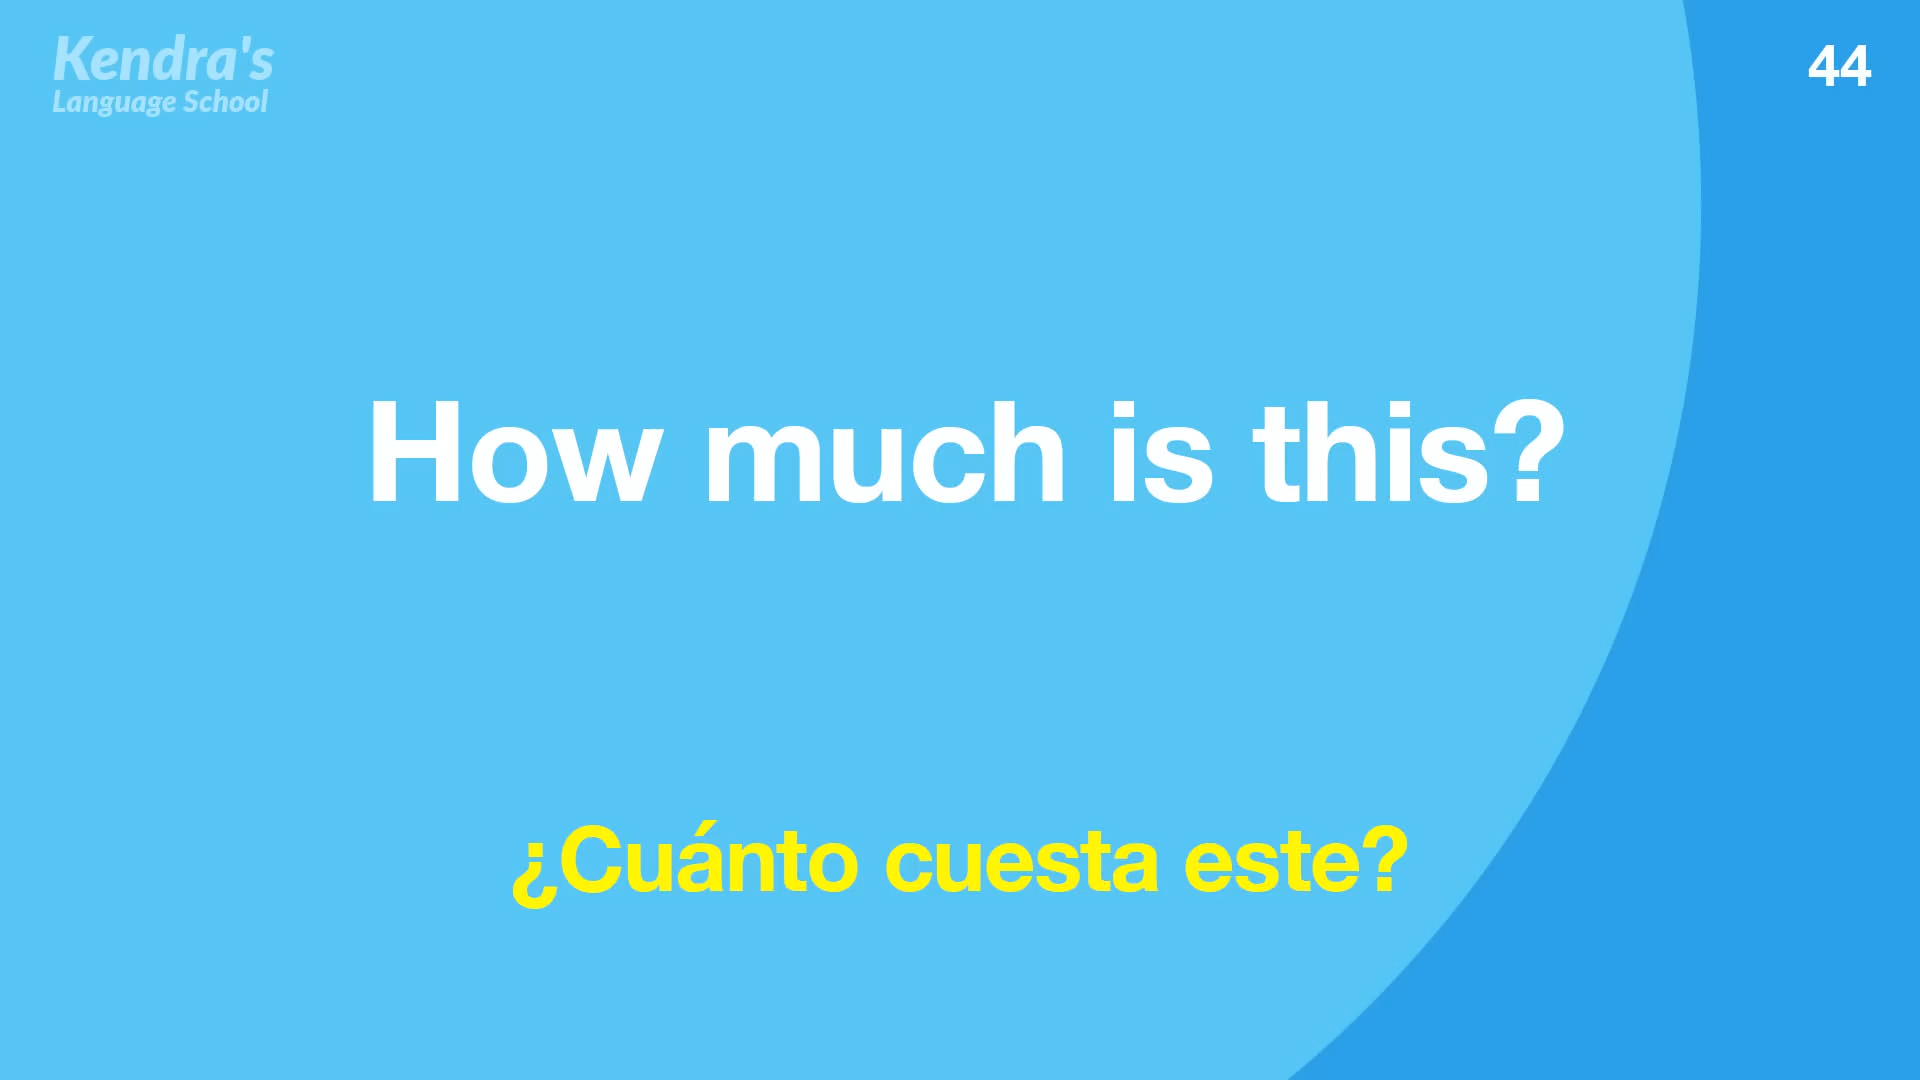 Kendra's
Language School
44
How much is this?
¿Cuánto cuesta este?